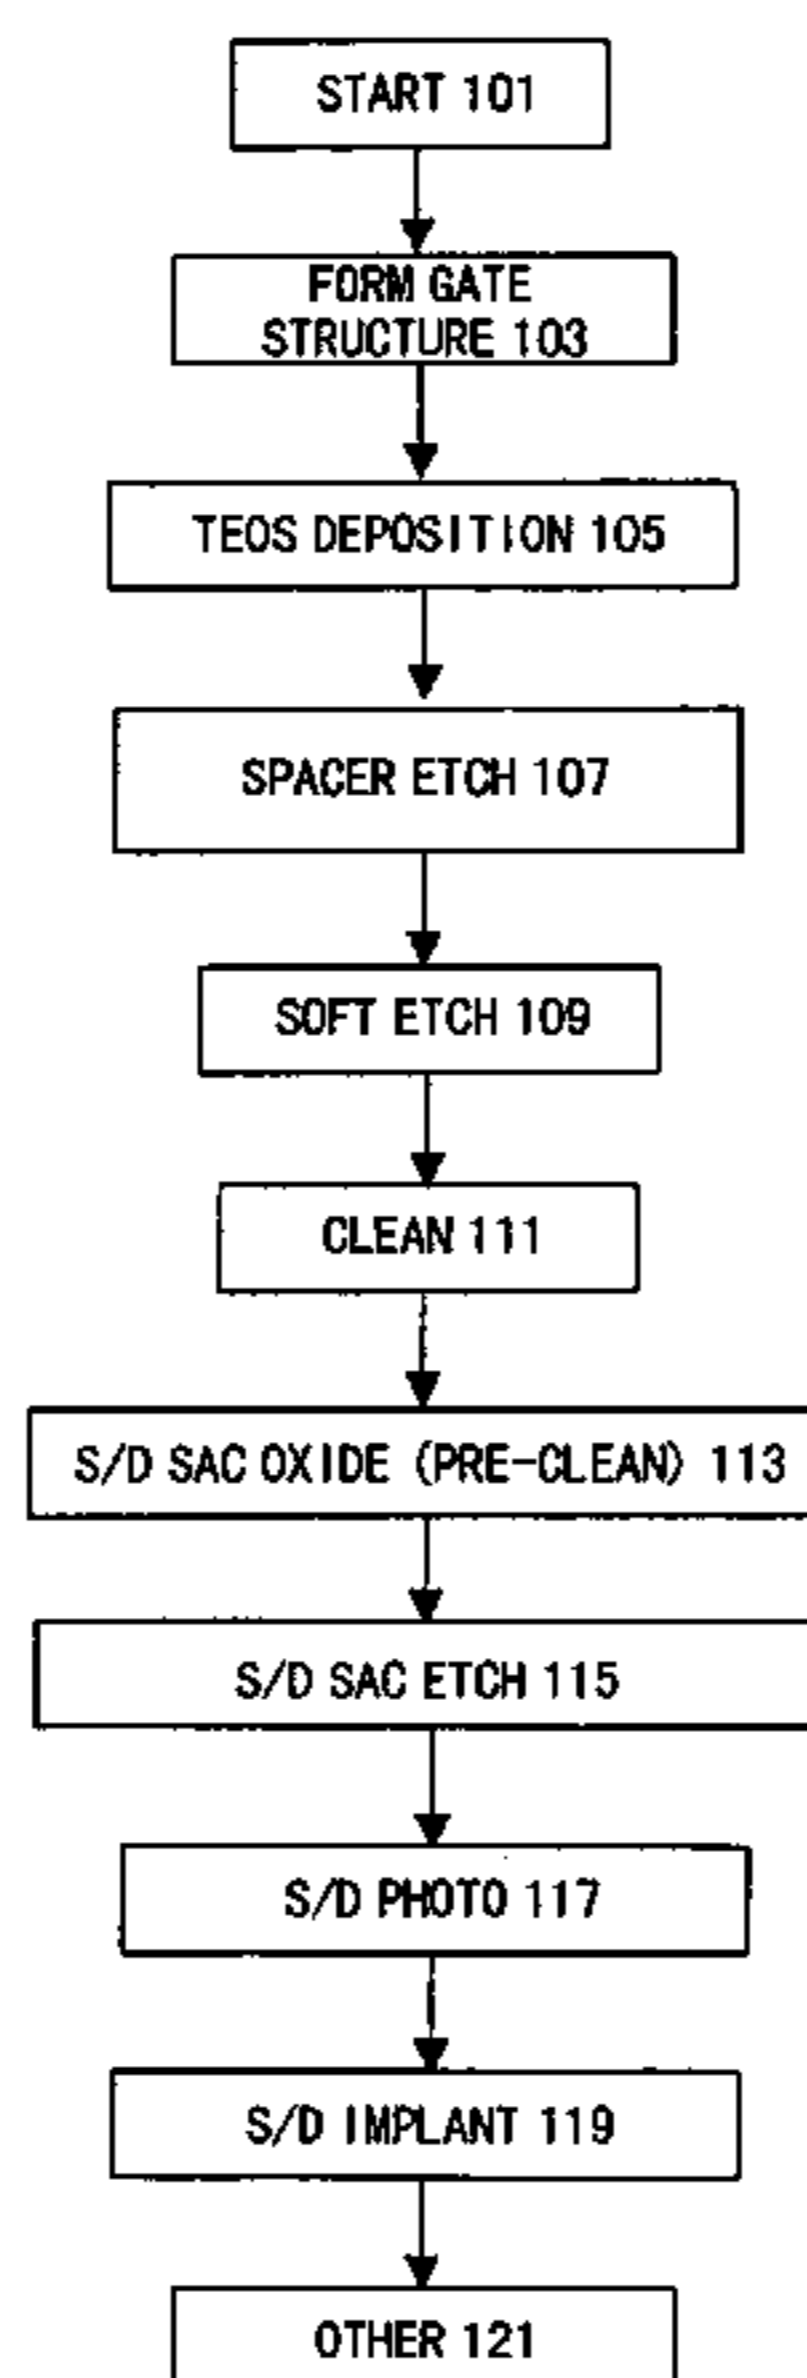 START 101
FORM GATE
STRUCTURE 103
TEOS DEPOSITION 105
SPACER ETCH 107
SOFT ETCH 109
CLEAN 111
S/D SAC OXIDE (PRE-CLEAN) 113
S/D SAC ETCH 115
S/D PHOTO 117
S/D IMPLANT 119
OTHER 121